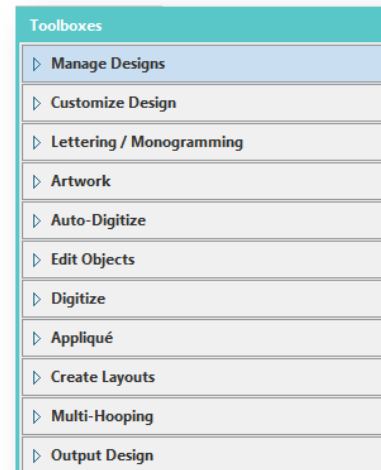 Toolboxes
Manage Designs
Customize Design
Lettering / Monogramming
Artwork
Auto-Digitize
Edit Objects
Digitize
Appliqué
Create Layouts
Multi-Hooping
Output Design